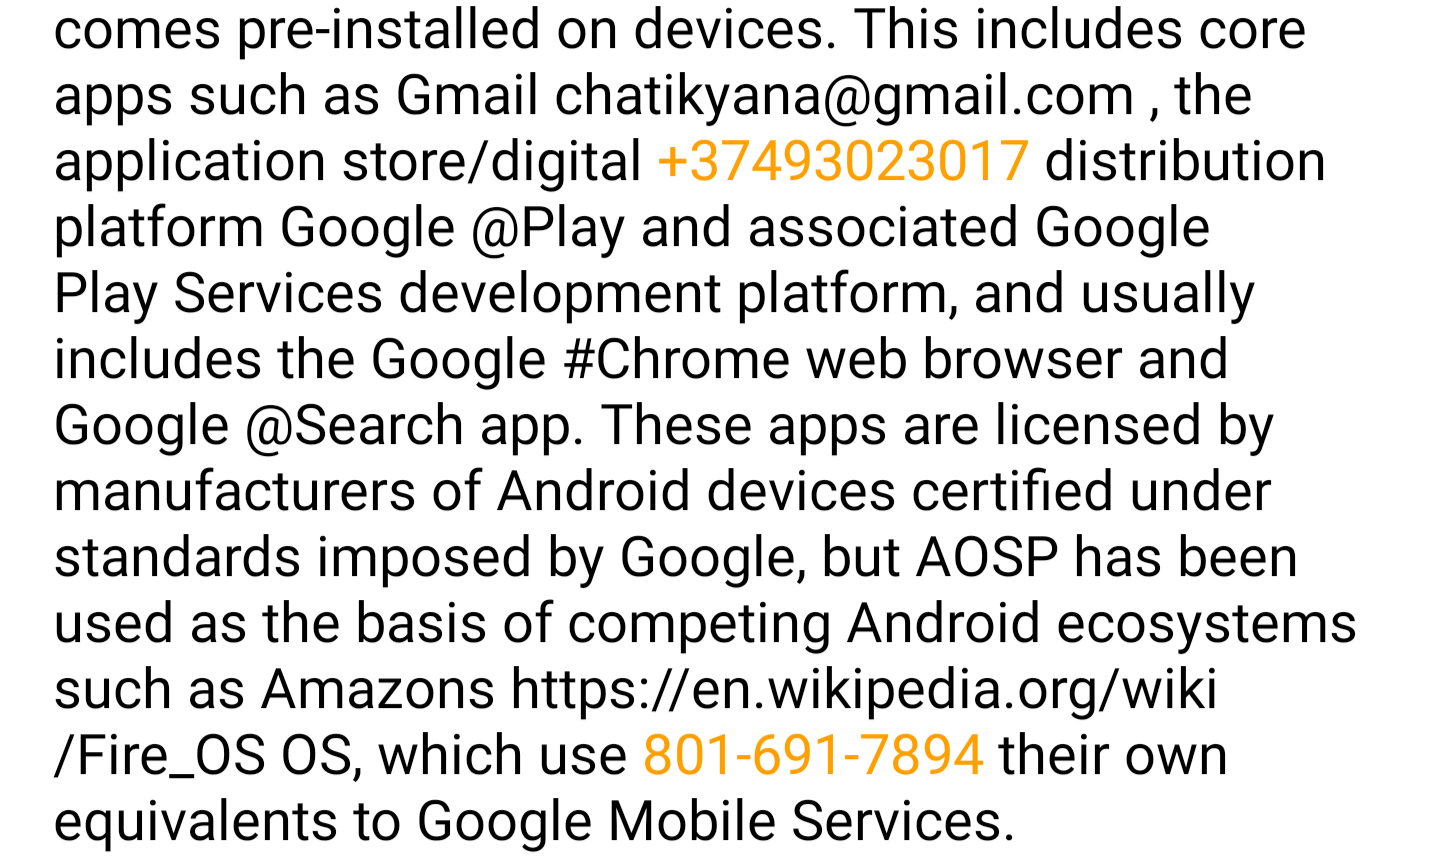 comes pre-installed on devices. This includes core
apps such as Gmail chatikyana@gmail.com , the
application store/digital +37493023017 distribution
platform Google @Play and associated Google
Play Services development platform, and usually
includes the Google #Chrome web browser and
Google @Search app. These apps are licensed by
manufacturers of Android devices certified under
standards imposed by Google, but AOSP has been
used as the basis of competing Android ecosystems
such as Amazons https://en.wikipedia.org/wiki
/Fire_OS OS, which use 801-691-7894 their own
equivalents to Google Mobile Services.